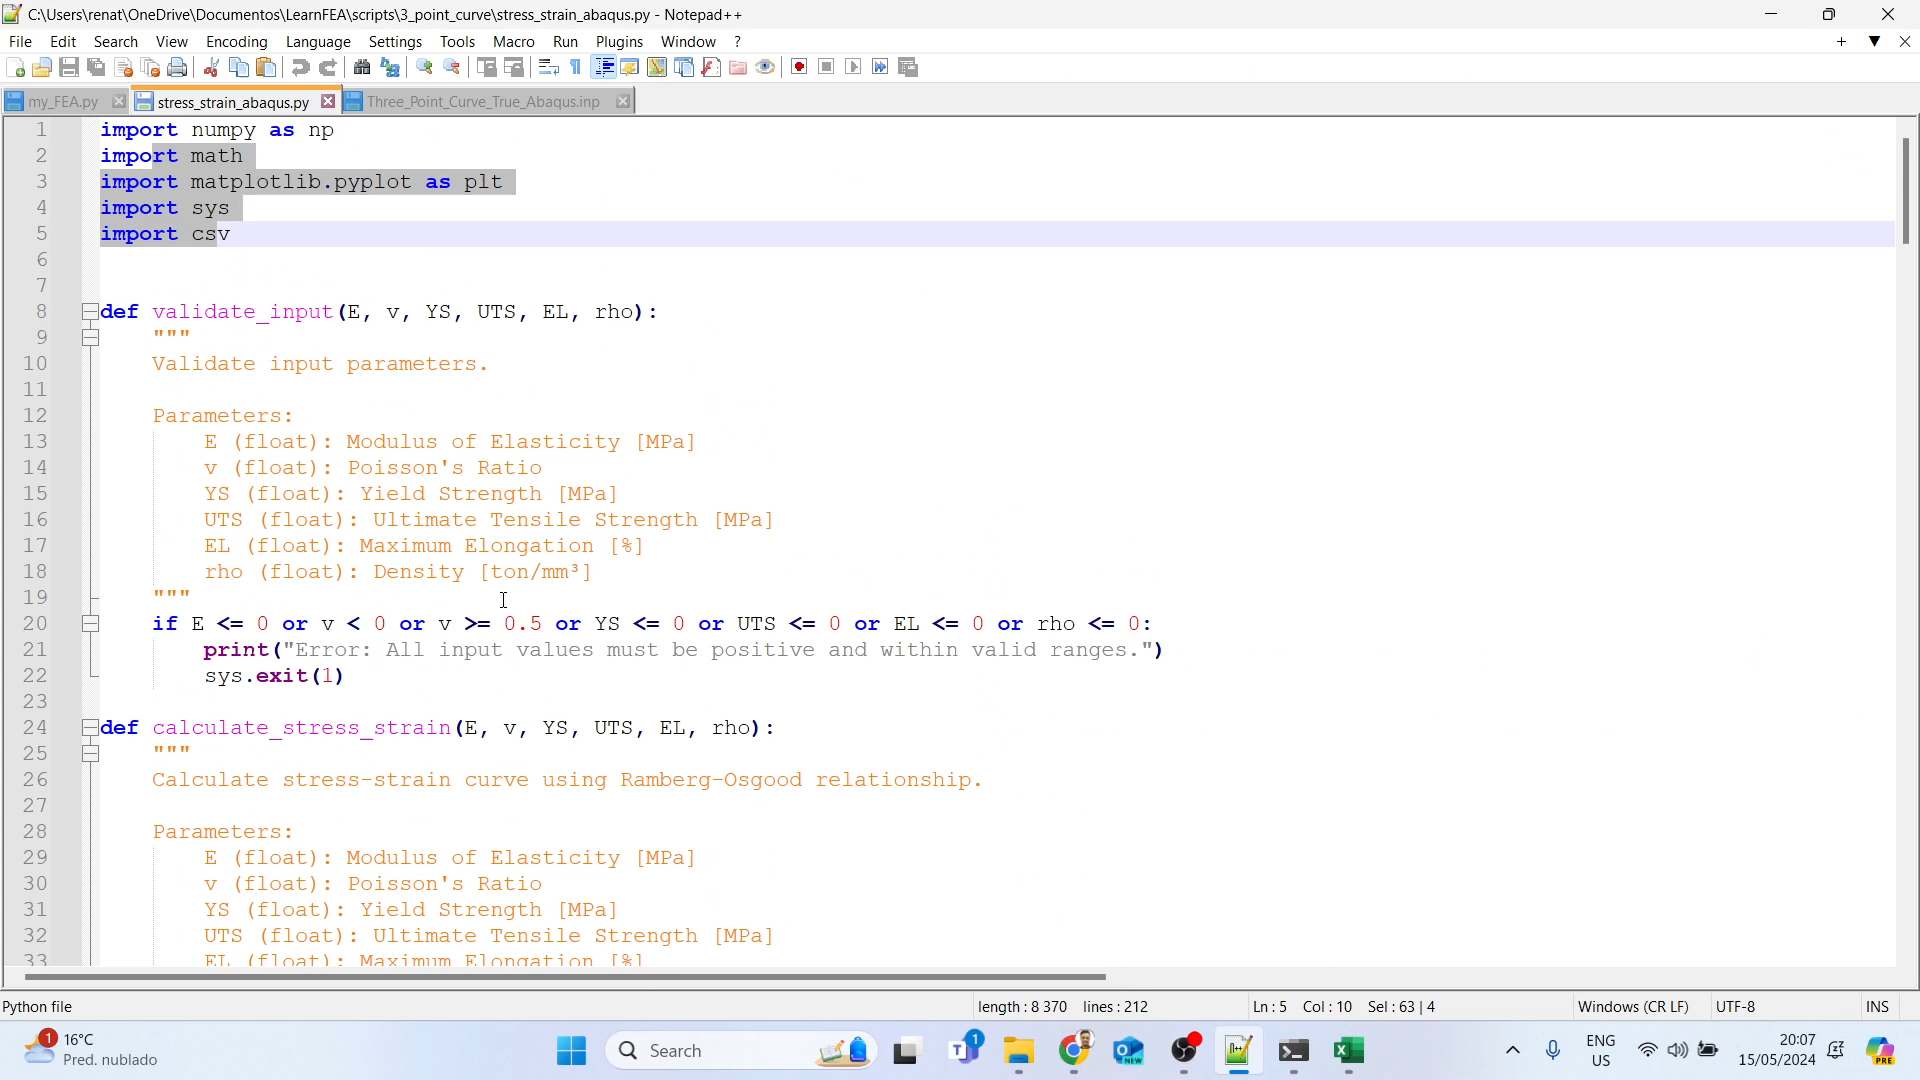 C:\Users\renat\OneDrive\Documentos\LearnFEA\scripts\3_point_curve\stress_strain_abaqus.py - Notepad++
File Edit Search View Encoding Language Settings Tools Macro Run Plugins Window ?
my_FEA.py stress_strain_abaqus.py Three_Point_Curve_True_Abaqus.inp
1 import numpy as np
2 import math
3 import matplotlib.pyplot as plt
4 import sys
5 import csv
6
7
8 def validate_input(E, v, YS, UTS, EL, rho):
9 """
10 Validate input parameters.
11
12 Parameters:
13 E (float): Modulus of Elasticity [MPa]
14 v (float): Poisson's Ratio
15 YS (float): Yield Strength [MPa]
16 UTS (float): Ultimate Tensile Strength [MPa]
17 EL (float): Maximum Elongation [%]
18 rho (float): Density [ton/mm³]
19 """
20 if E <= 0 or v < 0 or v >= 0.5 or YS <= 0 or UTS <= 0 or EL <= 0 or rho <= 0:
21 print("Error: All input values must be positive and within valid ranges.")
22 sys.exit(1)
23
24 def calculate_stress_strain(E, v, YS, UTS, EL, rho):
25 """
26 Calculate stress-strain curve using Ramberg-Osgood relationship.
27
28 Parameters:
29 E (float): Modulus of Elasticity [MPa]
30 v (float): Poisson's Ratio
31 YS (float): Yield Strength [MPa]
32 UTS (float): Ultimate Tensile Strength [MPa]
33 EL (float): Maximum Elongation [%]
Python file length : 8 370 lines : 212 Ln : 5 Col : 10 Sel : 63 | 4 Windows (CR LF) UTF-8 INS
1 16°C
Pred. nublado
Search
1
NEW
ENG
US
20:07
15/05/2024
PRE